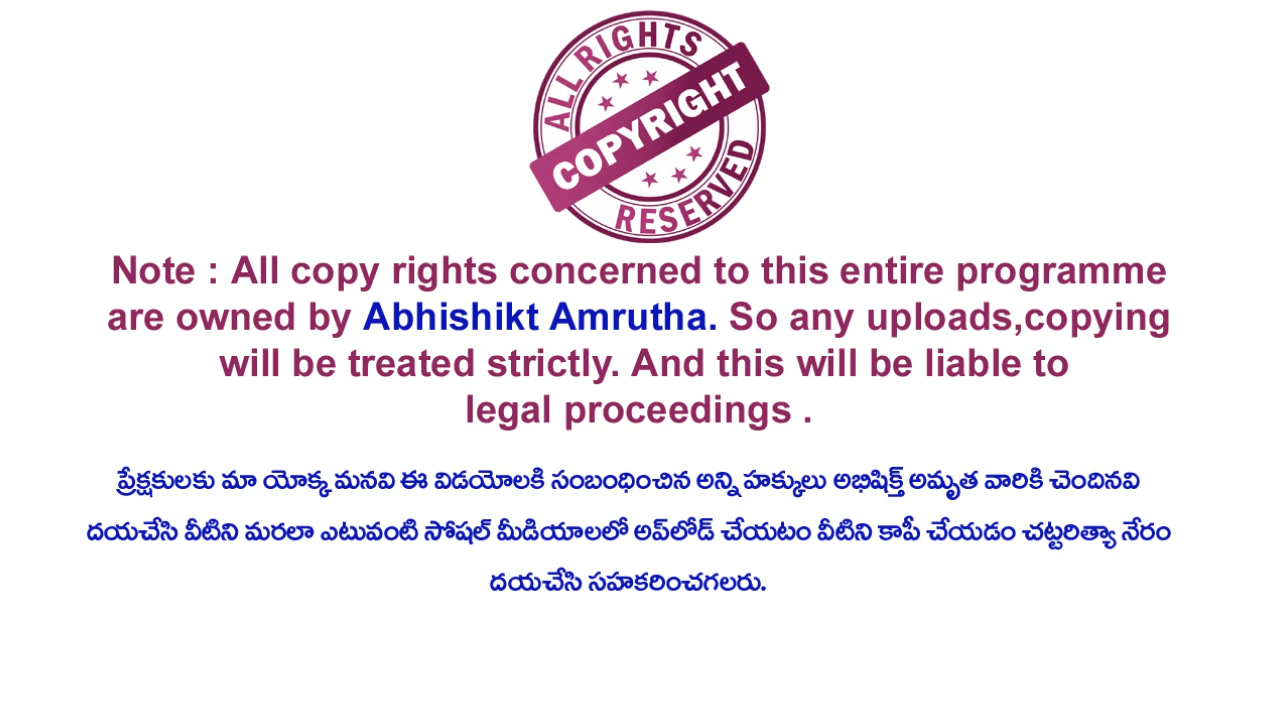 ALL RIGHTS
COPYRIGHT
RESERVED
Note : All copy rights concerned to this entire programme
are owned by Abhishikt Amrutha. So any uploads,copying
will be treated strictly. And this will be liable to
legal proceedings .
ప్రేక్షకులకు మా యోక్క మనవి ఈ విడయోలకి సంబంధించిన అన్ని హక్కులు అభిషిక్త్ అమృత వారికి చెందినవి
దయచేసి వీటిని మరలా ఎటువంటి సోషల్ మీడియాలలో అప్‌లోడ్ చేయటం వీటిని కాపీ చేయడం చట్టరిత్యా నేరం
దయచేసి సహకరించగలరు.